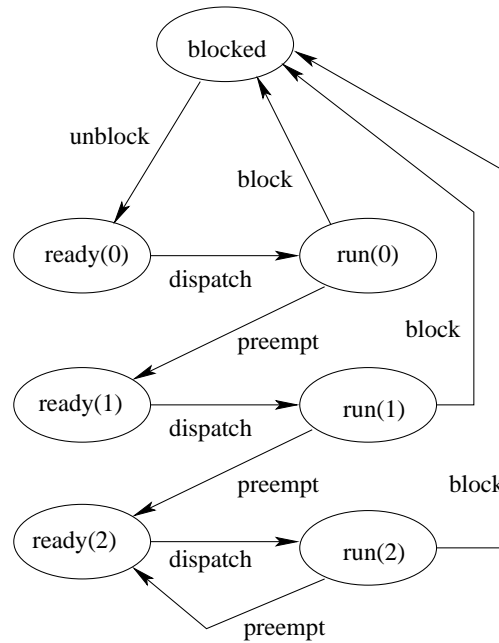 blocked
unblock
block
ready(0)
run(0)
dispatch
preempt
block
ready(1)
run(1)
dispatch
preempt
block
ready(2)
run(2)
dispatch
preempt